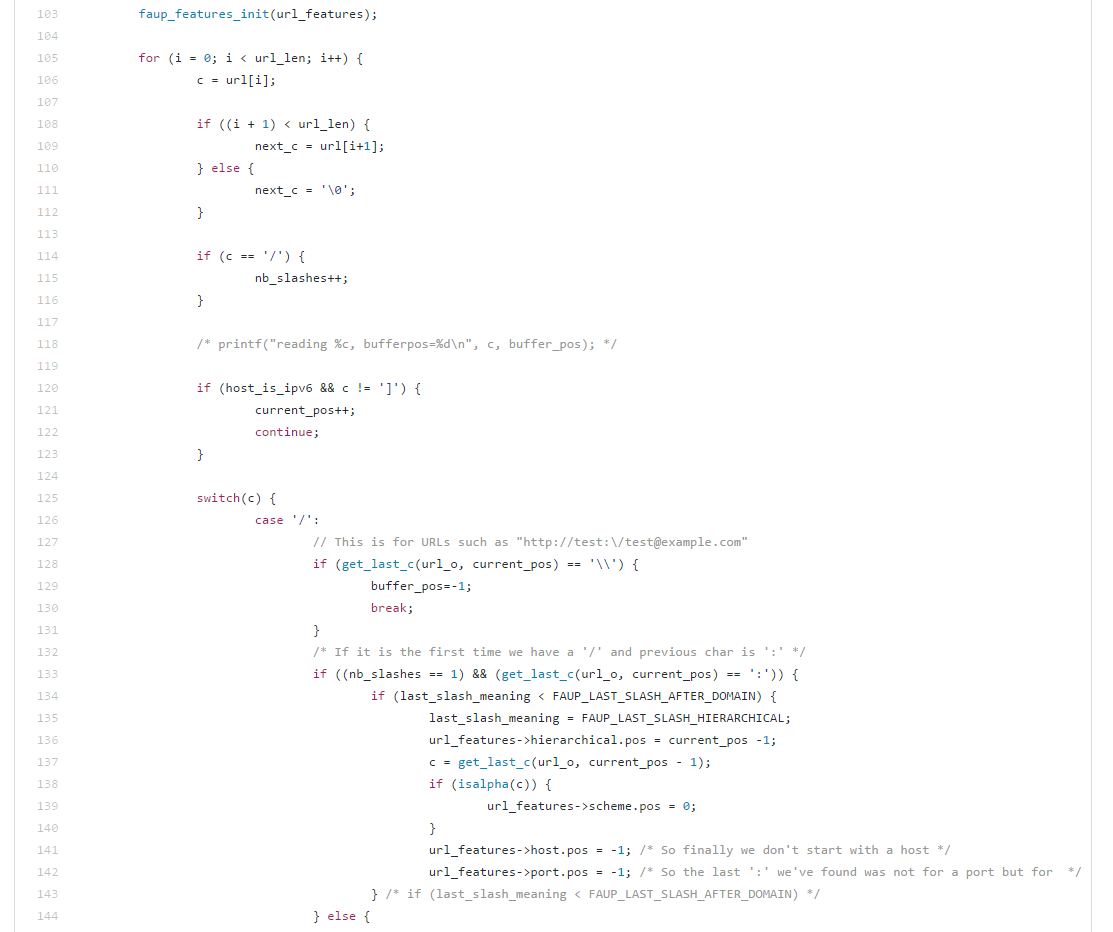 103 faup_features_init(url_features);
104
105 for (i = 0; i < url_len; i++) {
106 c = url[i];
107
108 if ((i + 1) < url_len) {
109 next_c = url[i+1];
110 } else {
111 next_c = '\0';
112 }
113
114 if (c == '/') {
115 nb_slashes++;
116 }
117
118 /* printf("reading %c, bufferpos=%d\n", c, buffer_pos); */
119
120 if (host_is_ipv6 && c != ']') {
121 current_pos++;
122 continue;
123 }
124
125 switch(c) {
126 case '/':
127 // This is for URLs such as "http://test:\/test@example.com"
128 if (get_last_c(url_o, current_pos) == '\\') {
129 buffer_pos=-1;
130 break;
131 }
132 /* If it is the first time we have a '/' and previous char is ':' */
133 if ((nb_slashes == 1) && (get_last_c(url_o, current_pos) == ':')) {
134 if (last_slash_meaning < FAUP_LAST_SLASH_AFTER_DOMAIN) {
135 last_slash_meaning = FAUP_LAST_SLASH_HIERARCHICAL;
136 url_features->hierarchical.pos = current_pos -1;
137 c = get_last_c(url_o, current_pos - 1);
138 if (isalpha(c)) {
139 url_features->scheme.pos = 0;
140 }
141 url_features->host.pos = -1; /* So finally we don't start with a host */
142 url_features->port.pos = -1; /* So the last ':' we've found was not for a port but for  */
143 } /* if (last_slash_meaning < FAUP_LAST_SLASH_AFTER_DOMAIN) */
144 } else {